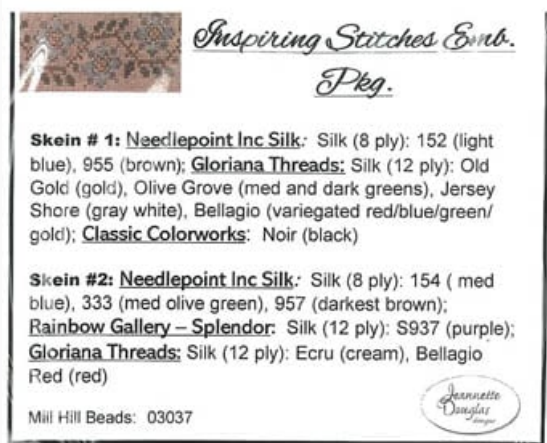 Inspiring Stitches Emb.
Pkg.
Skein # 1: Needlepoint Inc Silk: Silk (8 ply): 152 (light
blue), 955 (brown); Gloriana Threads: Silk (12 ply): Old
Gold (gold), Olive Grove (med and dark greens), Jersey
Shore (gray white), Bellagio (variegated red/blue/green/
gold); Classic Colorworks: Noir (black)
Skein #2: Needlepoint Inc Silk: Silk (8 ply): 154 ( med
blue), 333 (med olive green), 957 (darkest brown);
Rainbow Gallery – Splendor: Silk (12 ply): S937 (purple);
Gloriana Threads: Silk (12 ply): Ecru (cream), Bellagio
Red (red)
Mill Hill Beads: 03037
Jeannette
Douglas
designs